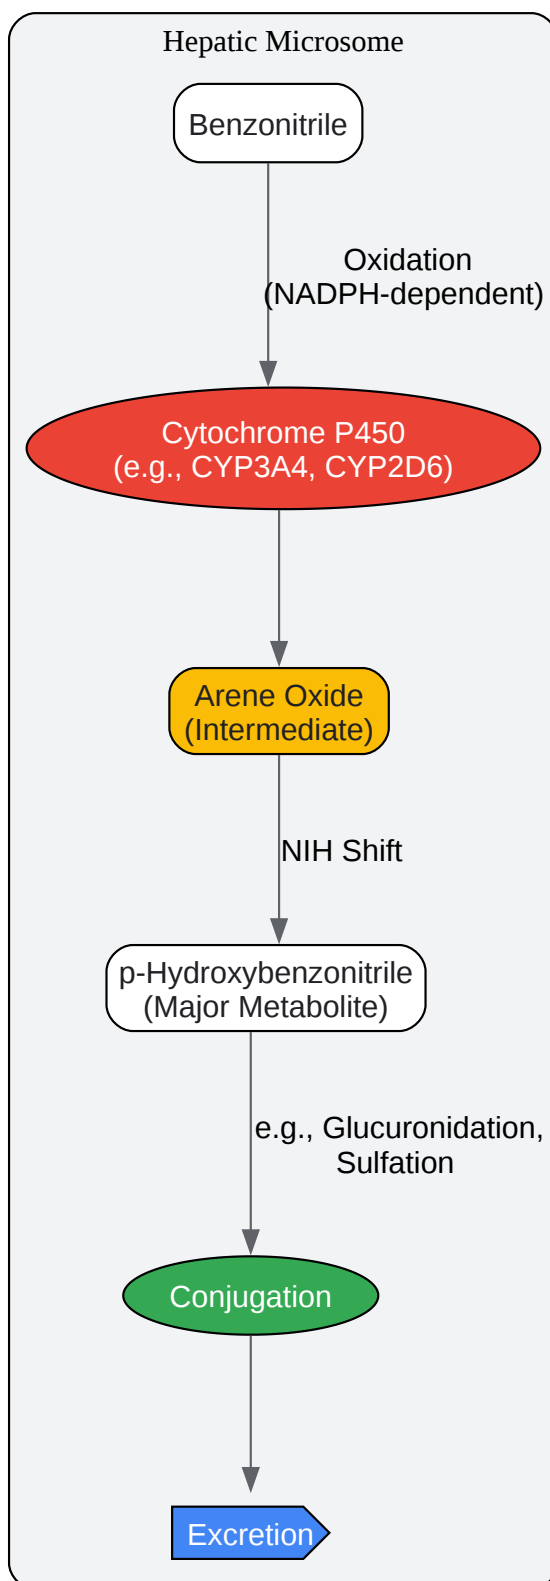 Hepatic Microsome
Benzonitrile
Oxidation
(NADPH-dependent)
Cytochrome P450
(e.g., CYP3A4, CYP2D6)
Arene Oxide
(Intermediate)
NIH Shift
p-Hydroxybenzonitrile
(Major Metabolite)
e.g., Glucuronidation,
Sulfation
Conjugation
Excretion